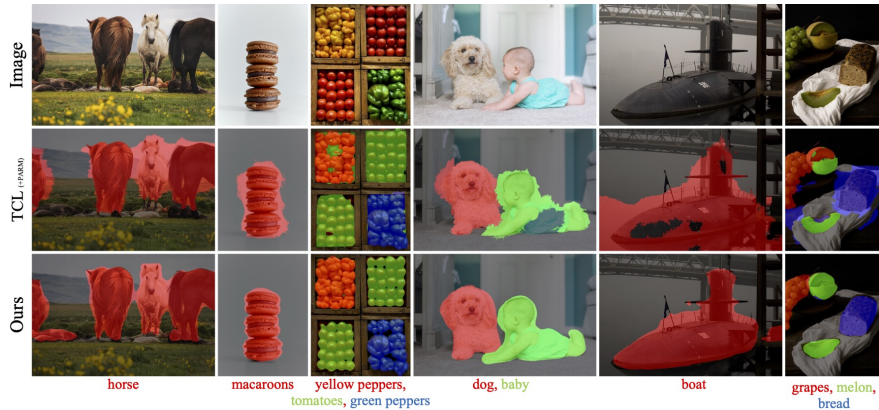 Image
TCL (+PARM)
Ours
horse
macaroons
yellow peppers,
tomatoes, green peppers
dog, baby
boat
grapes, melon,
bread